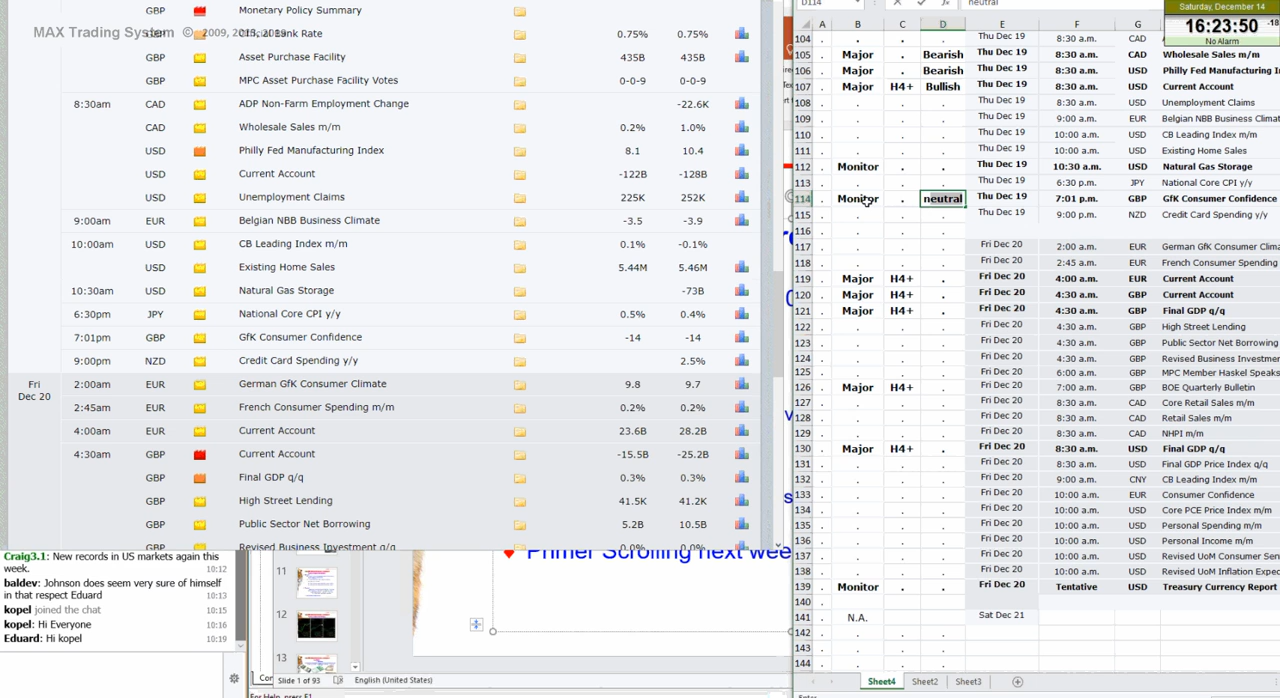 GBP Monetary Policy Summary
MAX Trading System © 2009, 2013, 2019
Official Bank Rate 0.75% 0.75%
GBP Asset Purchase Facility 435B 435B
GBP MPC Asset Purchase Facility Votes 0-0-9 0-0-9
8:30am CAD ADP Non-Farm Employment Change -22.6K
CAD Wholesale Sales m/m 0.2% 1.0%
USD Philly Fed Manufacturing Index 8.1 10.4
USD Current Account -122B -128B
USD Unemployment Claims 225K 252K
9:00am EUR Belgian NBB Business Climate -3.5 -3.9
10:00am USD CB Leading Index m/m 0.1% -0.1%
USD Existing Home Sales 5.44M 5.46M
10:30am USD Natural Gas Storage -73B
6:30pm JPY National Core CPI y/y 0.5% 0.4%
7:01pm GBP GfK Consumer Confidence -14 -14
9:00pm NZD Credit Card Spending y/y 2.5%
Fri Dec 20 2:00am EUR German GfK Consumer Climate 9.8 9.7
2:45am EUR French Consumer Spending m/m 0.2% 0.2%
4:00am EUR Current Account 23.6B 28.2B
4:30am GBP Current Account -15.5B -25.2B
GBP Final GDP q/q 0.3% 0.3%
GBP High Street Lending 41.5K 41.2K
GBP Public Sector Net Borrowing 5.2B 10.5B
GBP Revised Business Investment q/q 0.0% 0.0%
Craig3.1: New records in US markets again this
week. 10:12
baldev: Johnson does seem very sure of himself
in that respect Eduard 10:13
kopel joined the chat 10:15
kopel: Hi Everyone 10:16
Eduard: Hi kopel 10:19
Primer Scrolling next wee
11
12
13
Slide 1 of 93 English (United States)
For Help, press F1
D114 neutral
Saturday, December 14
16:23:50 -18
No Alarm
A B C D E F G
104 . . . . Thu Dec 19 8:30 a.m. CAD
105 . Major . Bearish Thu Dec 19 8:30 a.m. CAD Wholesale Sales m/m
106 . Major . Bearish Thu Dec 19 8:30 a.m. USD Philly Fed Manufacturing I
107 . Major H4+ Bullish Thu Dec 19 8:30 a.m. USD Current Account
108 . . . . Thu Dec 19 8:30 a.m. USD Unemployment Claims
109 . . . . Thu Dec 19 9:00 a.m. EUR Belgian NBB Business Climat
110 . . . . Thu Dec 19 10:00 a.m. USD CB Leading Index m/m
111 . . . . Thu Dec 19 10:00 a.m. USD Existing Home Sales
112 . Monitor . . Thu Dec 19 10:30 a.m. USD Natural Gas Storage
113 . . . . Thu Dec 19 6:30 p.m. JPY National Core CPI y/y
114 . Monitor . neutral Thu Dec 19 7:01 p.m. GBP GfK Consumer Confidence
115 . . . . Thu Dec 19 9:00 p.m. NZD Credit Card Spending y/y
116 . . . .
117 . . . . Fri Dec 20 2:00 a.m. EUR German GfK Consumer Clima
118 . . . . Fri Dec 20 2:45 a.m. EUR French Consumer Spending
119 . Major H4+ . Fri Dec 20 4:00 a.m. EUR Current Account
120 . Major H4+ . Fri Dec 20 4:30 a.m. GBP Current Account
121 . Major H4+ . Fri Dec 20 4:30 a.m. GBP Final GDP q/q
122 . . . . Fri Dec 20 4:30 a.m. GBP High Street Lending
123 . . . . Fri Dec 20 4:30 a.m. GBP Public Sector Net Borrowing
124 . . . . Fri Dec 20 4:30 a.m. GBP Revised Business Investmen
125 . . . . Fri Dec 20 6:00 a.m. GBP MPC Member Haskel Speaks
126 . Major H4+ . Fri Dec 20 7:00 a.m. GBP BOE Quarterly Bulletin
127 . . . . Fri Dec 20 8:30 a.m. CAD Core Retail Sales m/m
128 . . . . Fri Dec 20 8:30 a.m. CAD Retail Sales m/m
129 . . . . Fri Dec 20 8:30 a.m. CAD NHPI m/m
130 . Major H4+ . Fri Dec 20 8:30 a.m. USD Final GDP q/q
131 . . . . Fri Dec 20 8:30 a.m. USD Final GDP Price Index q/q
132 . . . . Fri Dec 20 9:00 a.m. CNY CB Leading Index m/m
133 . . . . Fri Dec 20 10:00 a.m. EUR Consumer Confidence
134 . . . . Fri Dec 20 10:00 a.m. USD Core PCE Price Index m/m
135 . . . . Fri Dec 20 10:00 a.m. USD Personal Spending m/m
136 . . . . Fri Dec 20 10:00 a.m. USD Personal Income m/m
137 . . . . Fri Dec 20 10:00 a.m. USD Revised UoM Consumer Sen
138 . . . . Fri Dec 20 10:00 a.m. USD Revised UoM Inflation Expe
139 . Monitor . . Fri Dec 20 Tentative USD Treasury Currency Report
140 .
141 N.A. Sat Dec 21
142 . . .
143 . . .
144 . . .
Sheet4 Sheet2 Sheet3